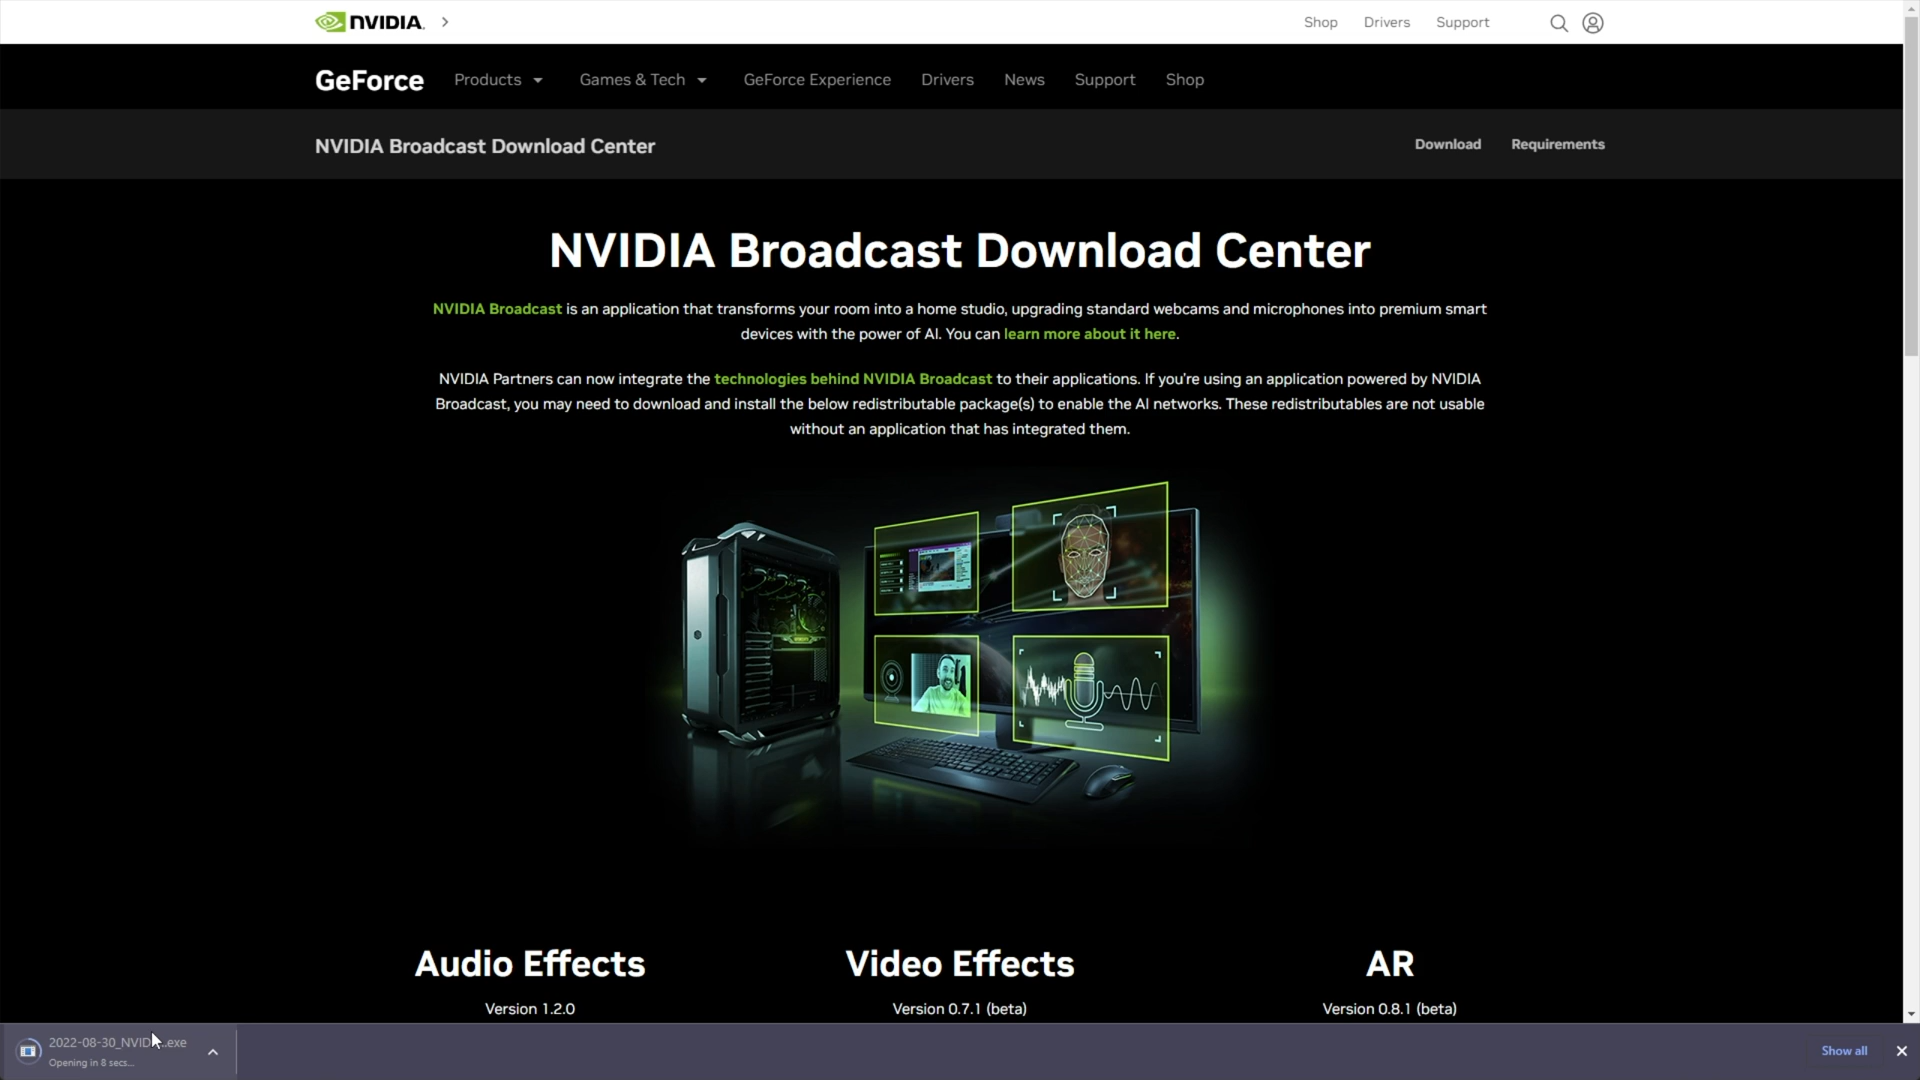 NVIDIA.
Shop
Drivers
Support
GeForce
Products
Games & Tech
GeForce Experience
Drivers
News
Support
Shop
NVIDIA Broadcast Download Center
Download
Requirements
NVIDIA Broadcast Download Center
NVIDIA Broadcast is an application that transforms your room into a home studio, upgrading standard webcams and microphones into premium smart
devices with the power of AI. You can learn more about it here.
NVIDIA Partners can now integrate the technologies behind NVIDIA Broadcast to their applications. If you're using an application powered by NVIDIA
Broadcast, you may need to download and install the below redistributable package(s) to enable the AI networks. These redistributables are not usable
without an application that has integrated them.
Audio Effects
Video Effects
AR
Version 1.2.0
Version 0.7.1 (beta)
Version 0.8.1 (beta)
2022-08-30_NVID...exe
Opening in 8 secs...
Show all